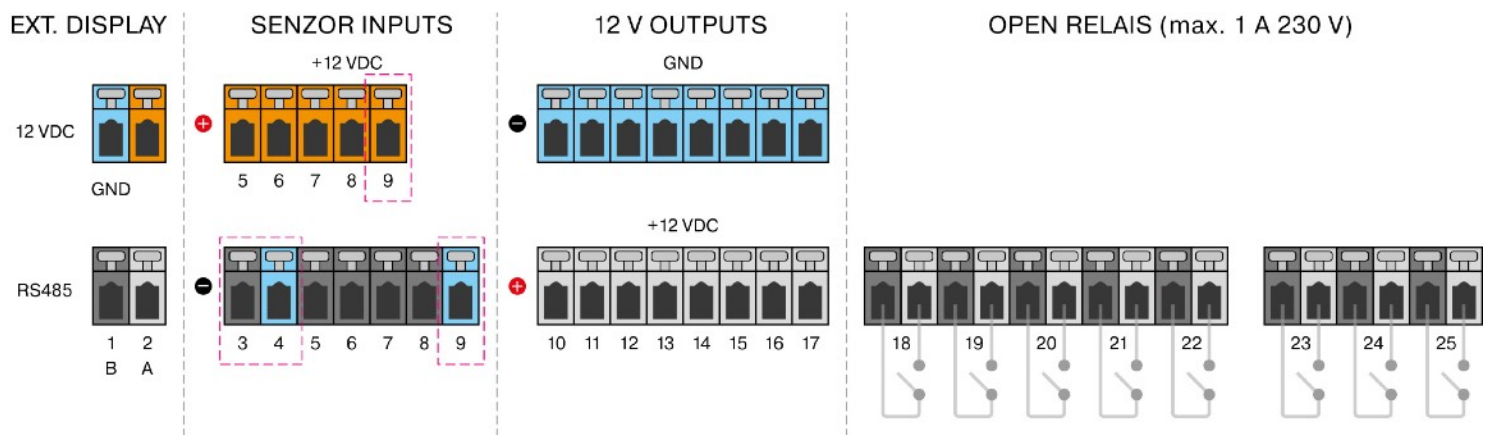 EXT. DISPLAY
SENZOR INPUTS
12 V OUTPUTS
OPEN RELAIS (max. 1 A 230 V)
+12 VDC
GND
12 VDC
+
−
5 6 7 8 9
GND
+12 VDC
RS485
−
+
1 2
B A
3 4 5 6 7 8 9
10 11 12 13 14 15 16 17
18 19 20 21 22 23 24 25